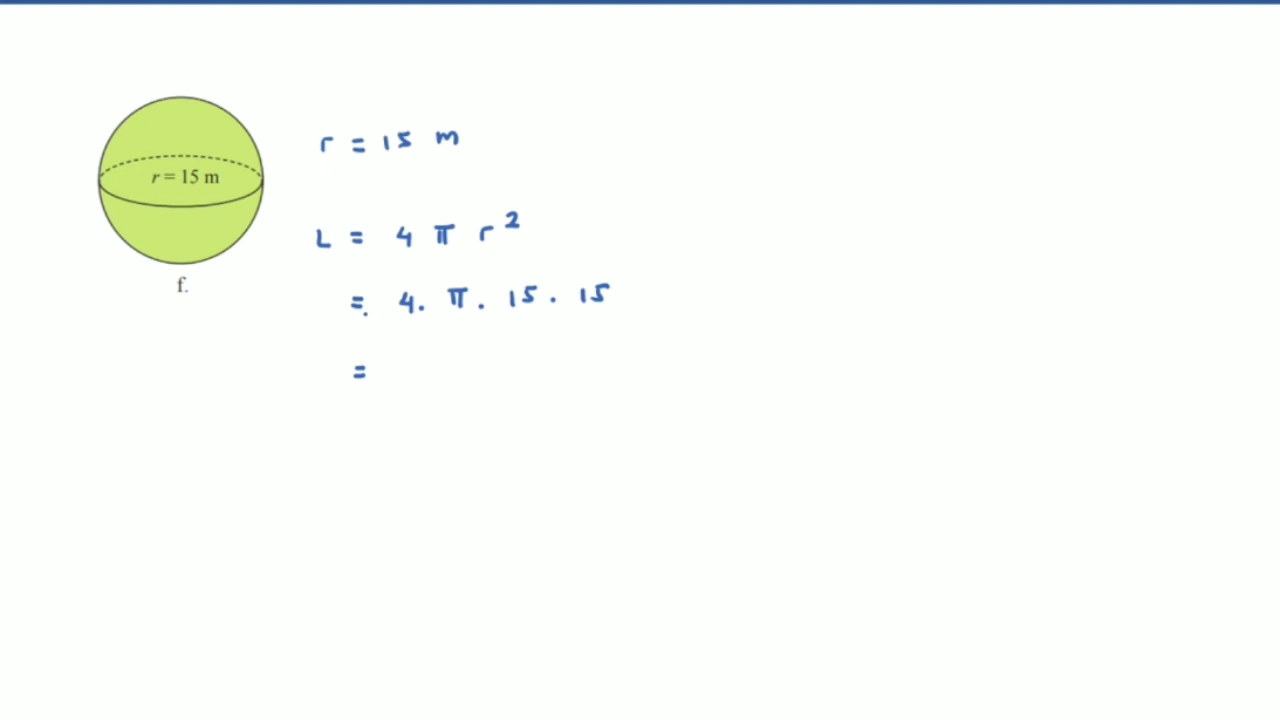 r = 15 m
f.
r = 15 m
L = 4 π r²
= 4. π. 15. 15
=